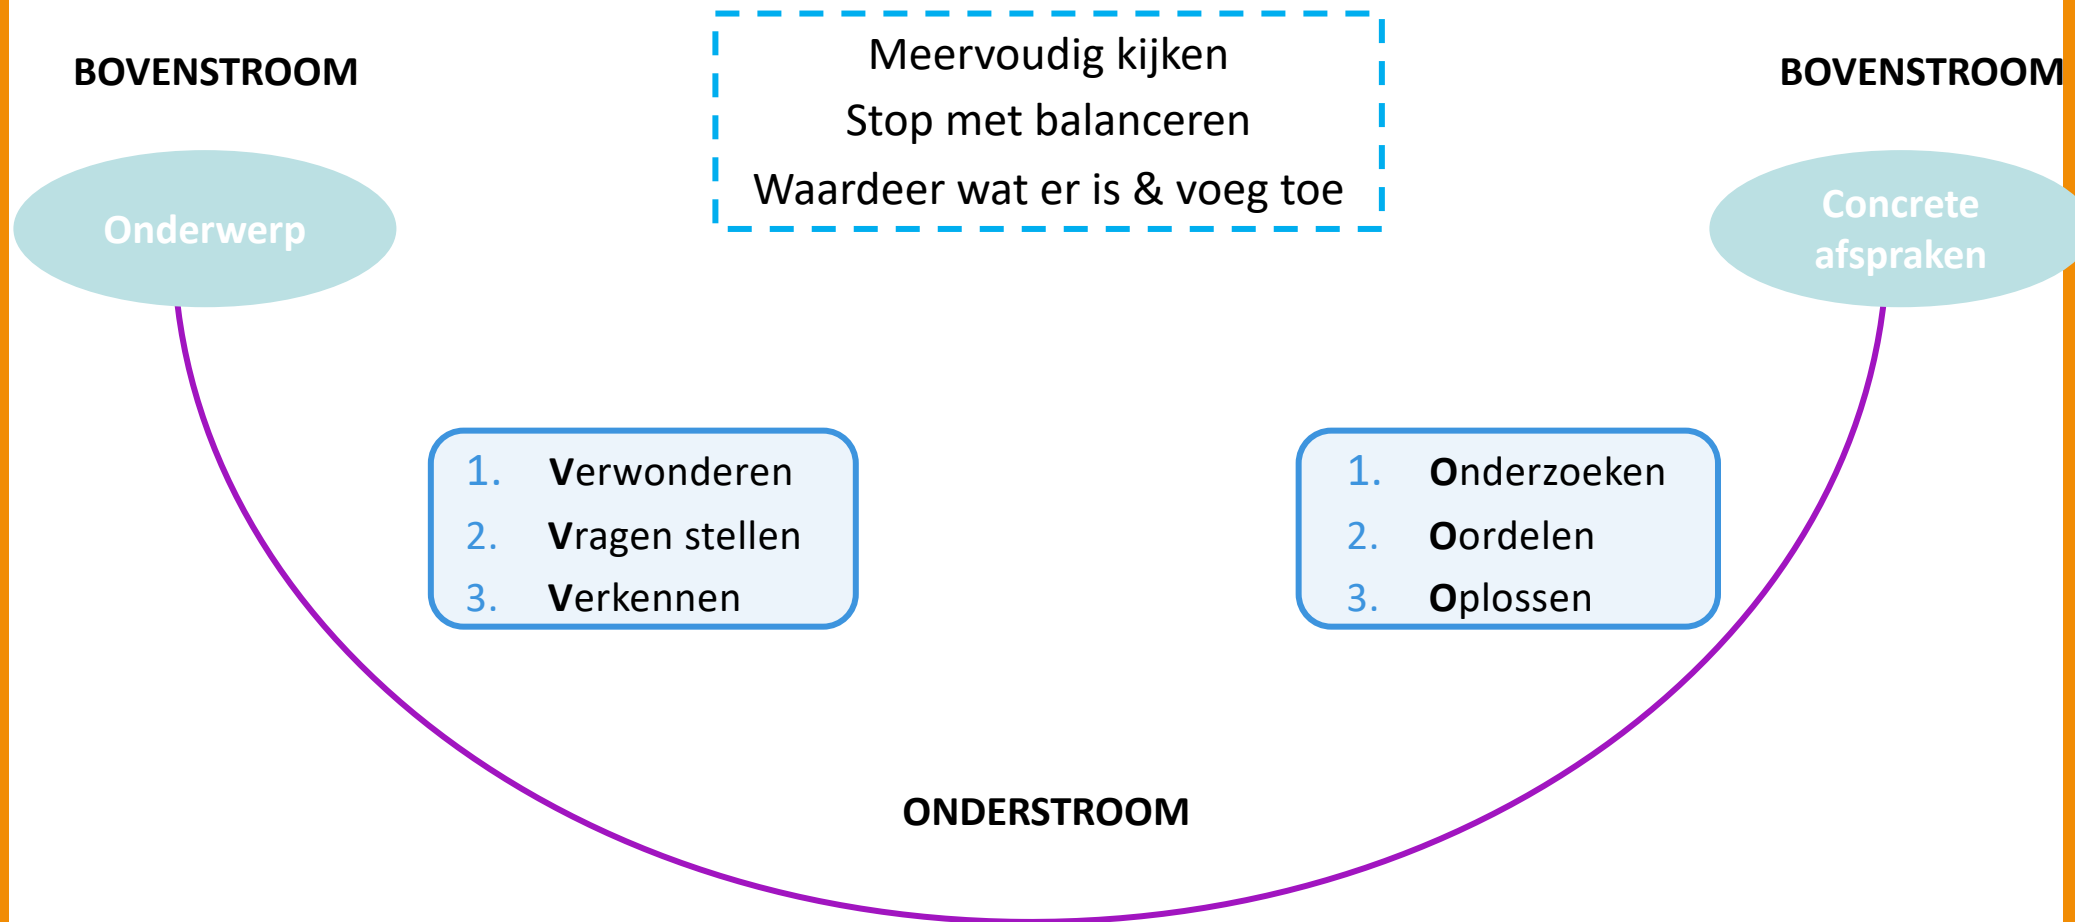 BOVENSTROOM
Meervoudig kijken
Stop met balanceren
Waardeer wat er is & voeg toe
BOVENSTROOM
Onderwerp
Concrete
afspraken
1. Verwonderen
2. Vragen stellen
3. Verkennen
1. Onderzoeken
2. Oordelen
3. Oplossen
ONDERSTROOM